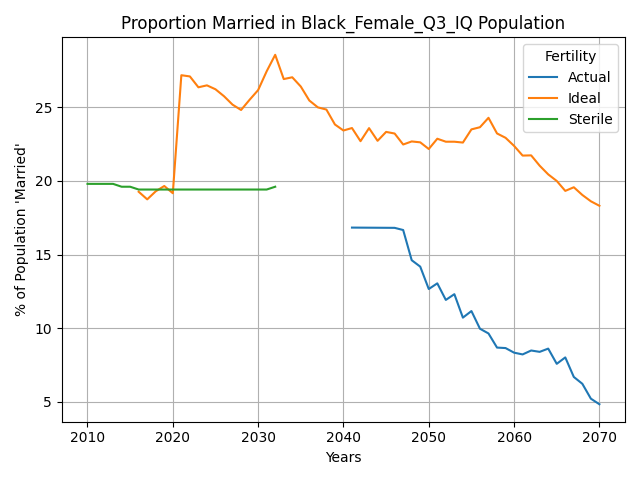 Proportion Married in Black_Female_Q3_IQ Population
% of Population 'Married'
25
20
15
10
5
2010 2020 2030 2040 2050 2060 2070
Years
Fertility
Actual
Ideal
Sterile